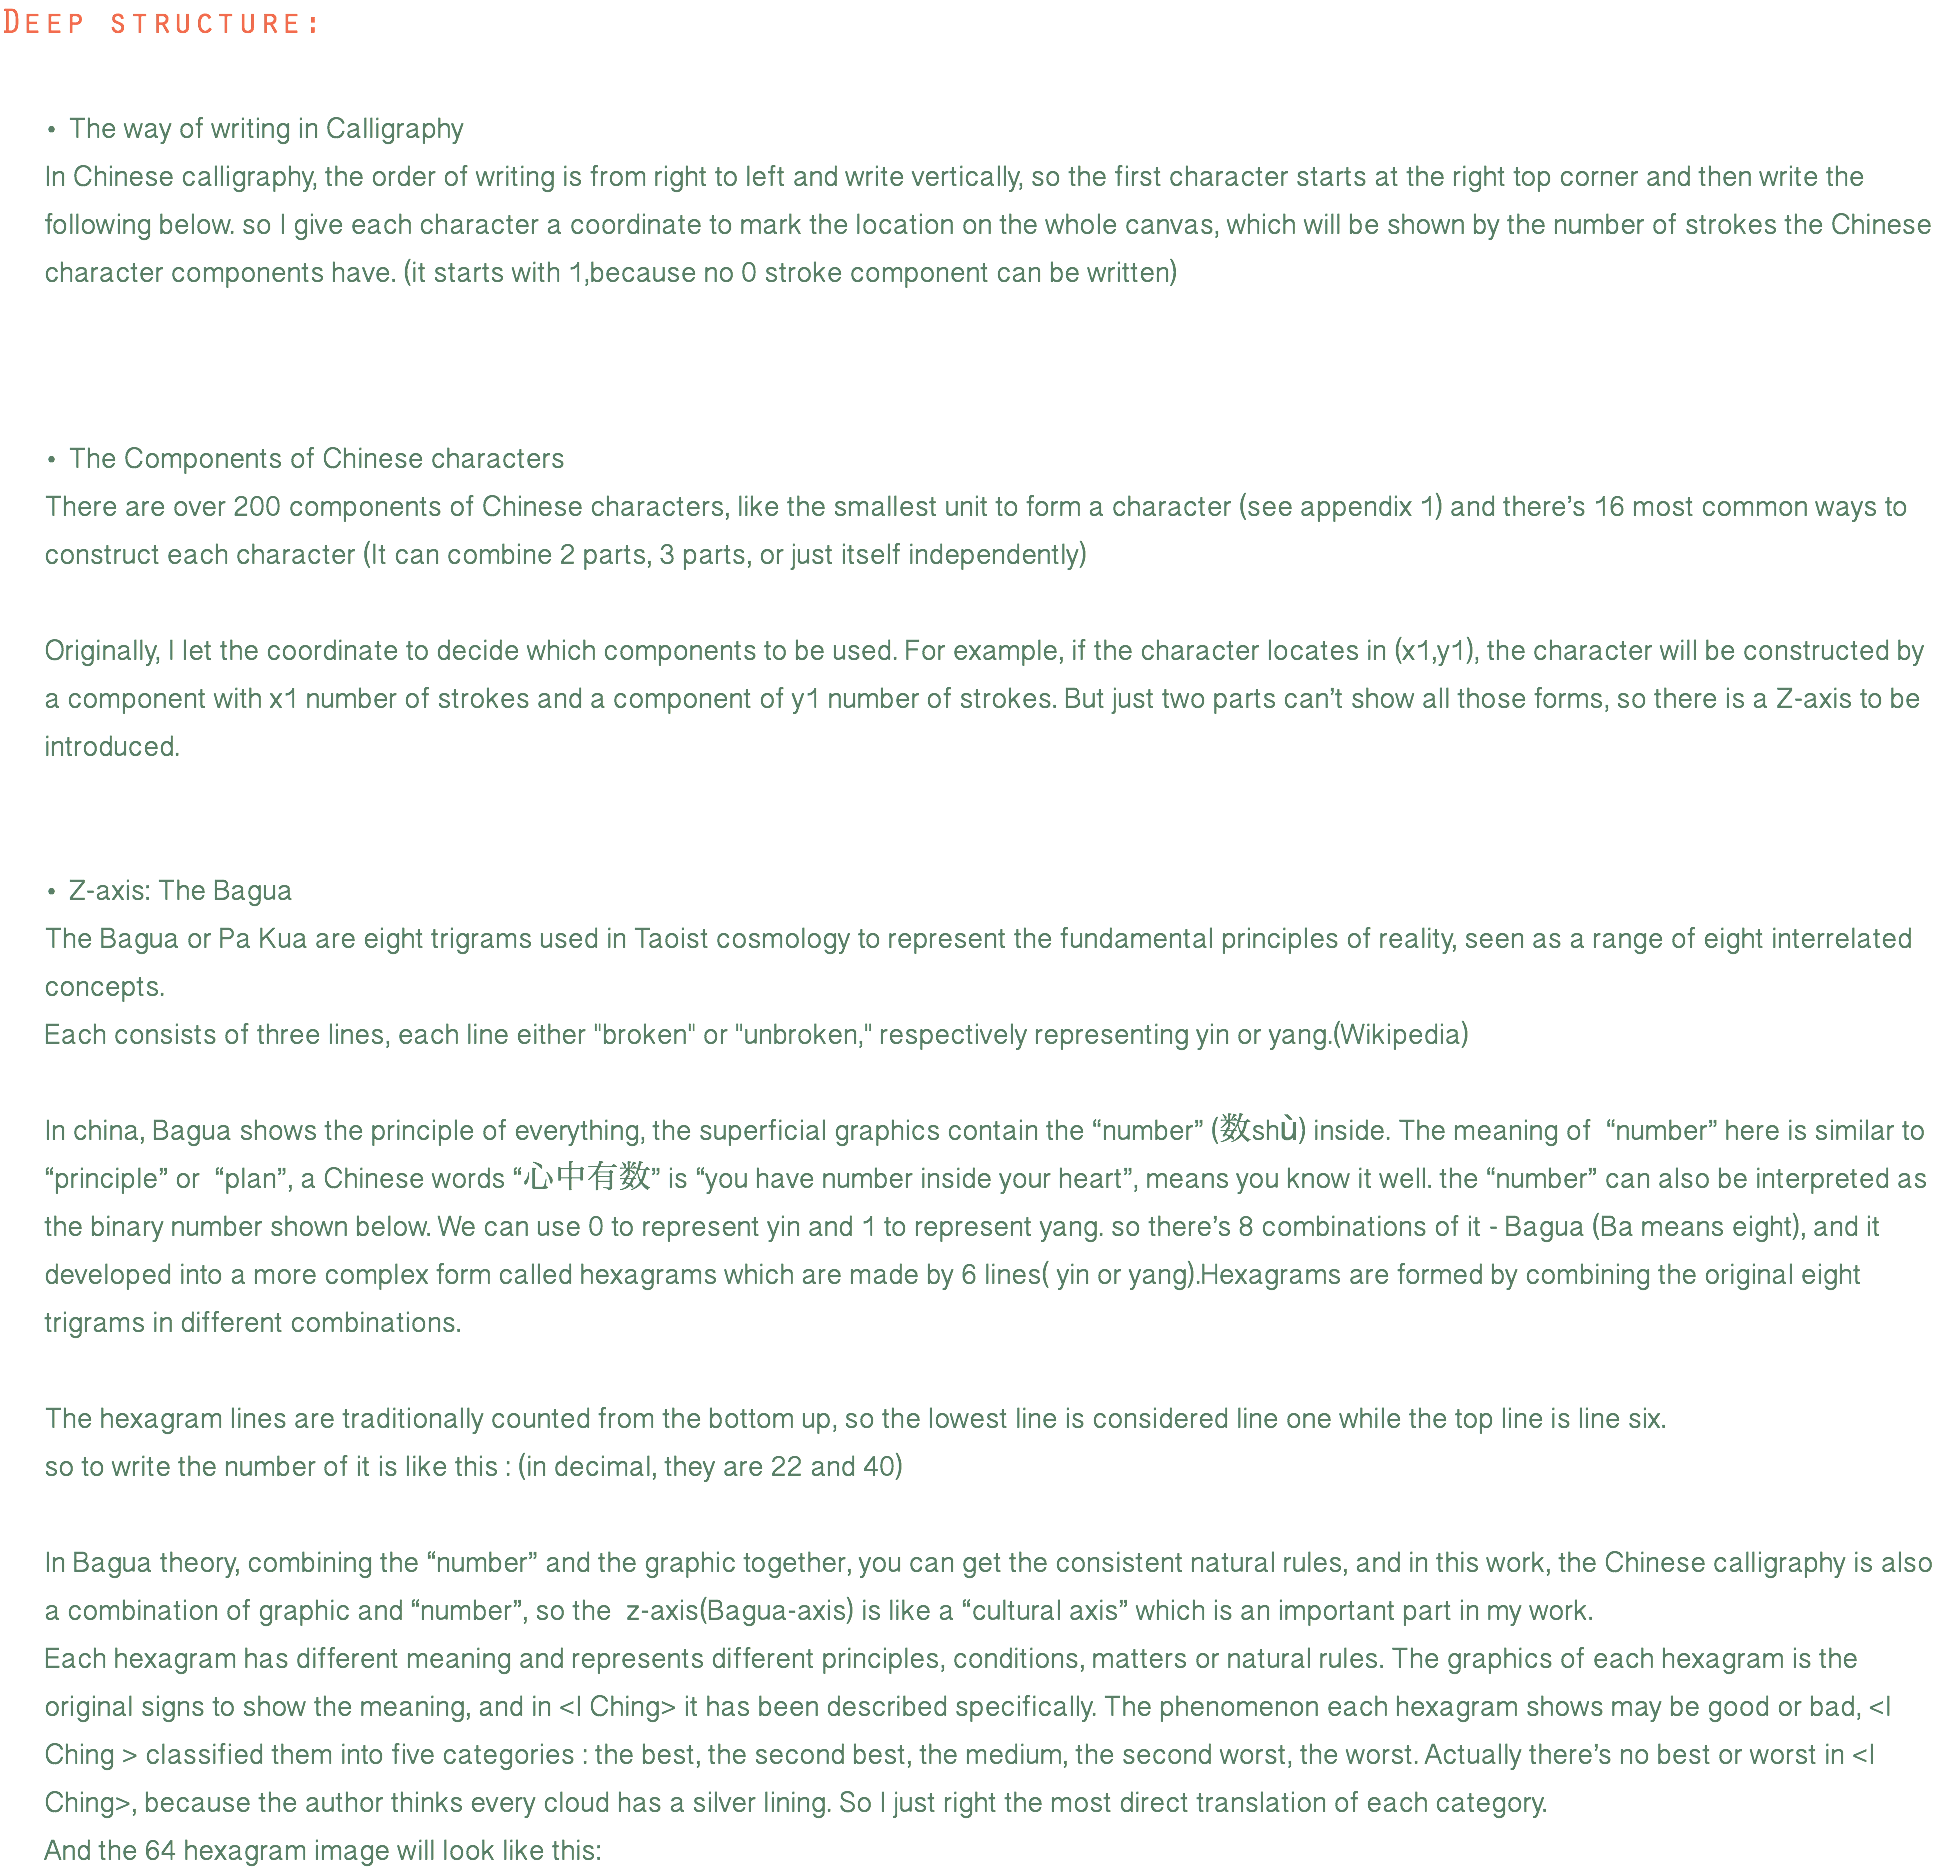 DEEP STRUCTURE:
• The way of writing in Calligraphy
In Chinese calligraphy, the order of writing is from right to left and write vertically, so the first character starts at the right top corner and then write the
following below. so I give each character a coordinate to mark the location on the whole canvas, which will be shown by the number of strokes the Chinese
character components have. (it starts with 1,because no 0 stroke component can be written)
• The Components of Chinese characters
There are over 200 components of Chinese characters, like the smallest unit to form a character (see appendix 1) and there’s 16 most common ways to
construct each character (It can combine 2 parts, 3 parts, or just itself independently)
Originally, I let the coordinate to decide which components to be used. For example, if the character locates in (x1,y1), the character will be constructed by
a component with x1 number of strokes and a component of y1 number of strokes. But just two parts can’t show all those forms, so there is a Z-axis to be
introduced.
• Z-axis: The Bagua
The Bagua or Pa Kua are eight trigrams used in Taoist cosmology to represent the fundamental principles of reality, seen as a range of eight interrelated
concepts.
Each consists of three lines, each line either "broken" or "unbroken," respectively representing yin or yang.(Wikipedia)
In china, Bagua shows the principle of everything, the superficial graphics contain the “number” (数shù) inside. The meaning of “number” here is similar to
“principle” or “plan”, a Chinese words “心中有数” is “you have number inside your heart”, means you know it well. the “number” can also be interpreted as
the binary number shown below. We can use 0 to represent yin and 1 to represent yang. so there’s 8 combinations of it - Bagua (Ba means eight), and it
developed into a more complex form called hexagrams which are made by 6 lines( yin or yang).Hexagrams are formed by combining the original eight
trigrams in different combinations.
The hexagram lines are traditionally counted from the bottom up, so the lowest line is considered line one while the top line is line six.
so to write the number of it is like this : (in decimal, they are 22 and 40)
In Bagua theory, combining the “number” and the graphic together, you can get the consistent natural rules, and in this work, the Chinese calligraphy is also
a combination of graphic and “number”, so the z-axis(Bagua-axis) is like a “cultural axis” which is an important part in my work.
Each hexagram has different meaning and represents different principles, conditions, matters or natural rules. The graphics of each hexagram is the
original signs to show the meaning, and in <I Ching> it has been described specifically. The phenomenon each hexagram shows may be good or bad, <I
Ching > classified them into five categories : the best, the second best, the medium, the second worst, the worst. Actually there’s no best or worst in <I
Ching>, because the author thinks every cloud has a silver lining. So I just right the most direct translation of each category.
And the 64 hexagram image will look like this: